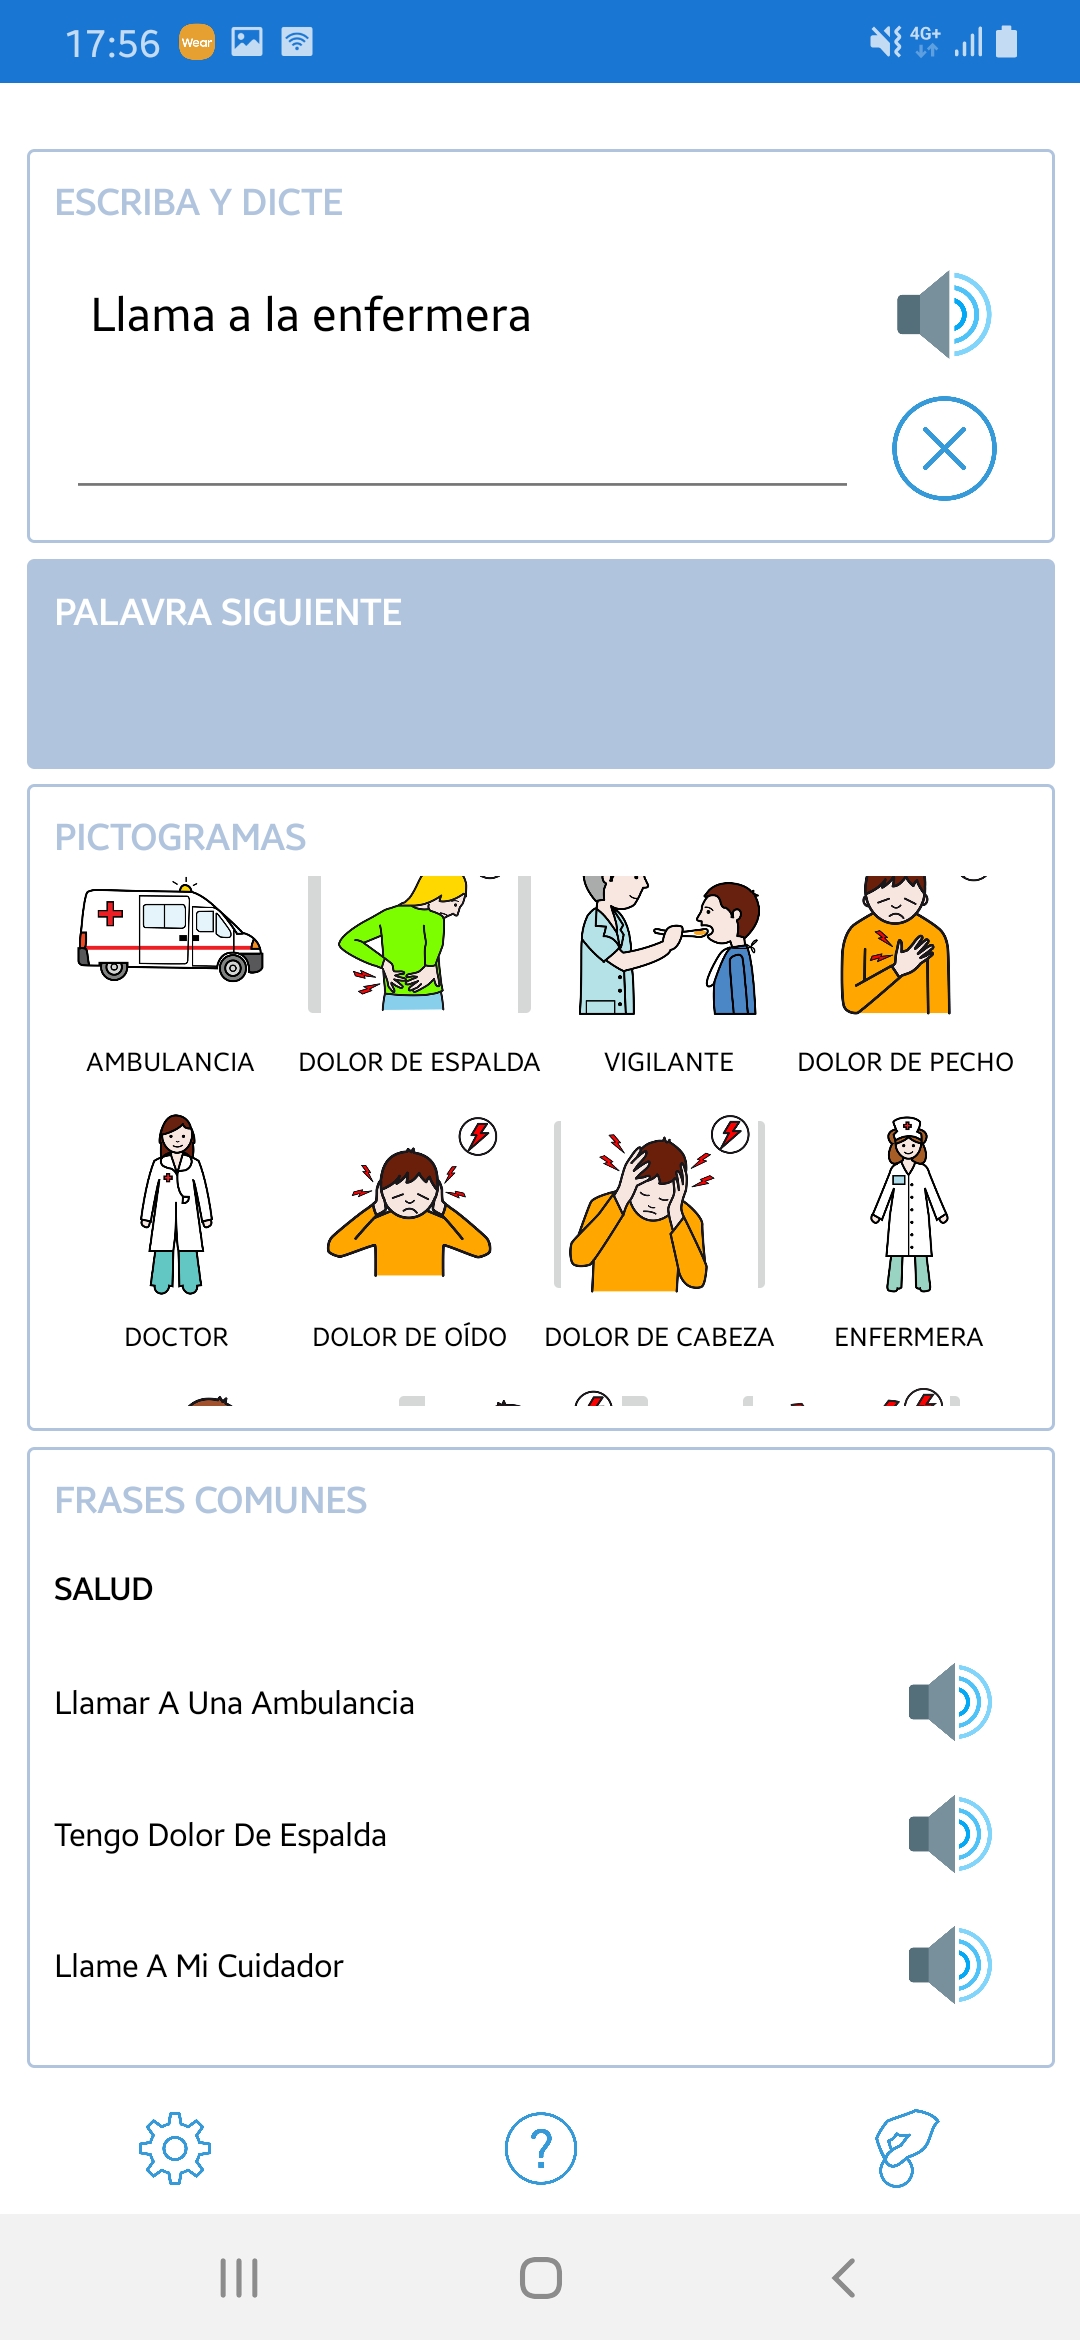 17:56 Wear 4G+
ESCRIBA Y DICTE
Llama a la enfermera
PALAVRA SIGUIENTE
PICTOGRAMAS
AMBULANCIA DOLOR DE ESPALDA VIGILANTE DOLOR DE PECHO
DOCTOR DOLOR DE OÍDO DOLOR DE CABEZA ENFERMERA
FRASES COMUNES
SALUD
Llamar A Una Ambulancia
Tengo Dolor De Espalda
Llame A Mi Cuidador
?